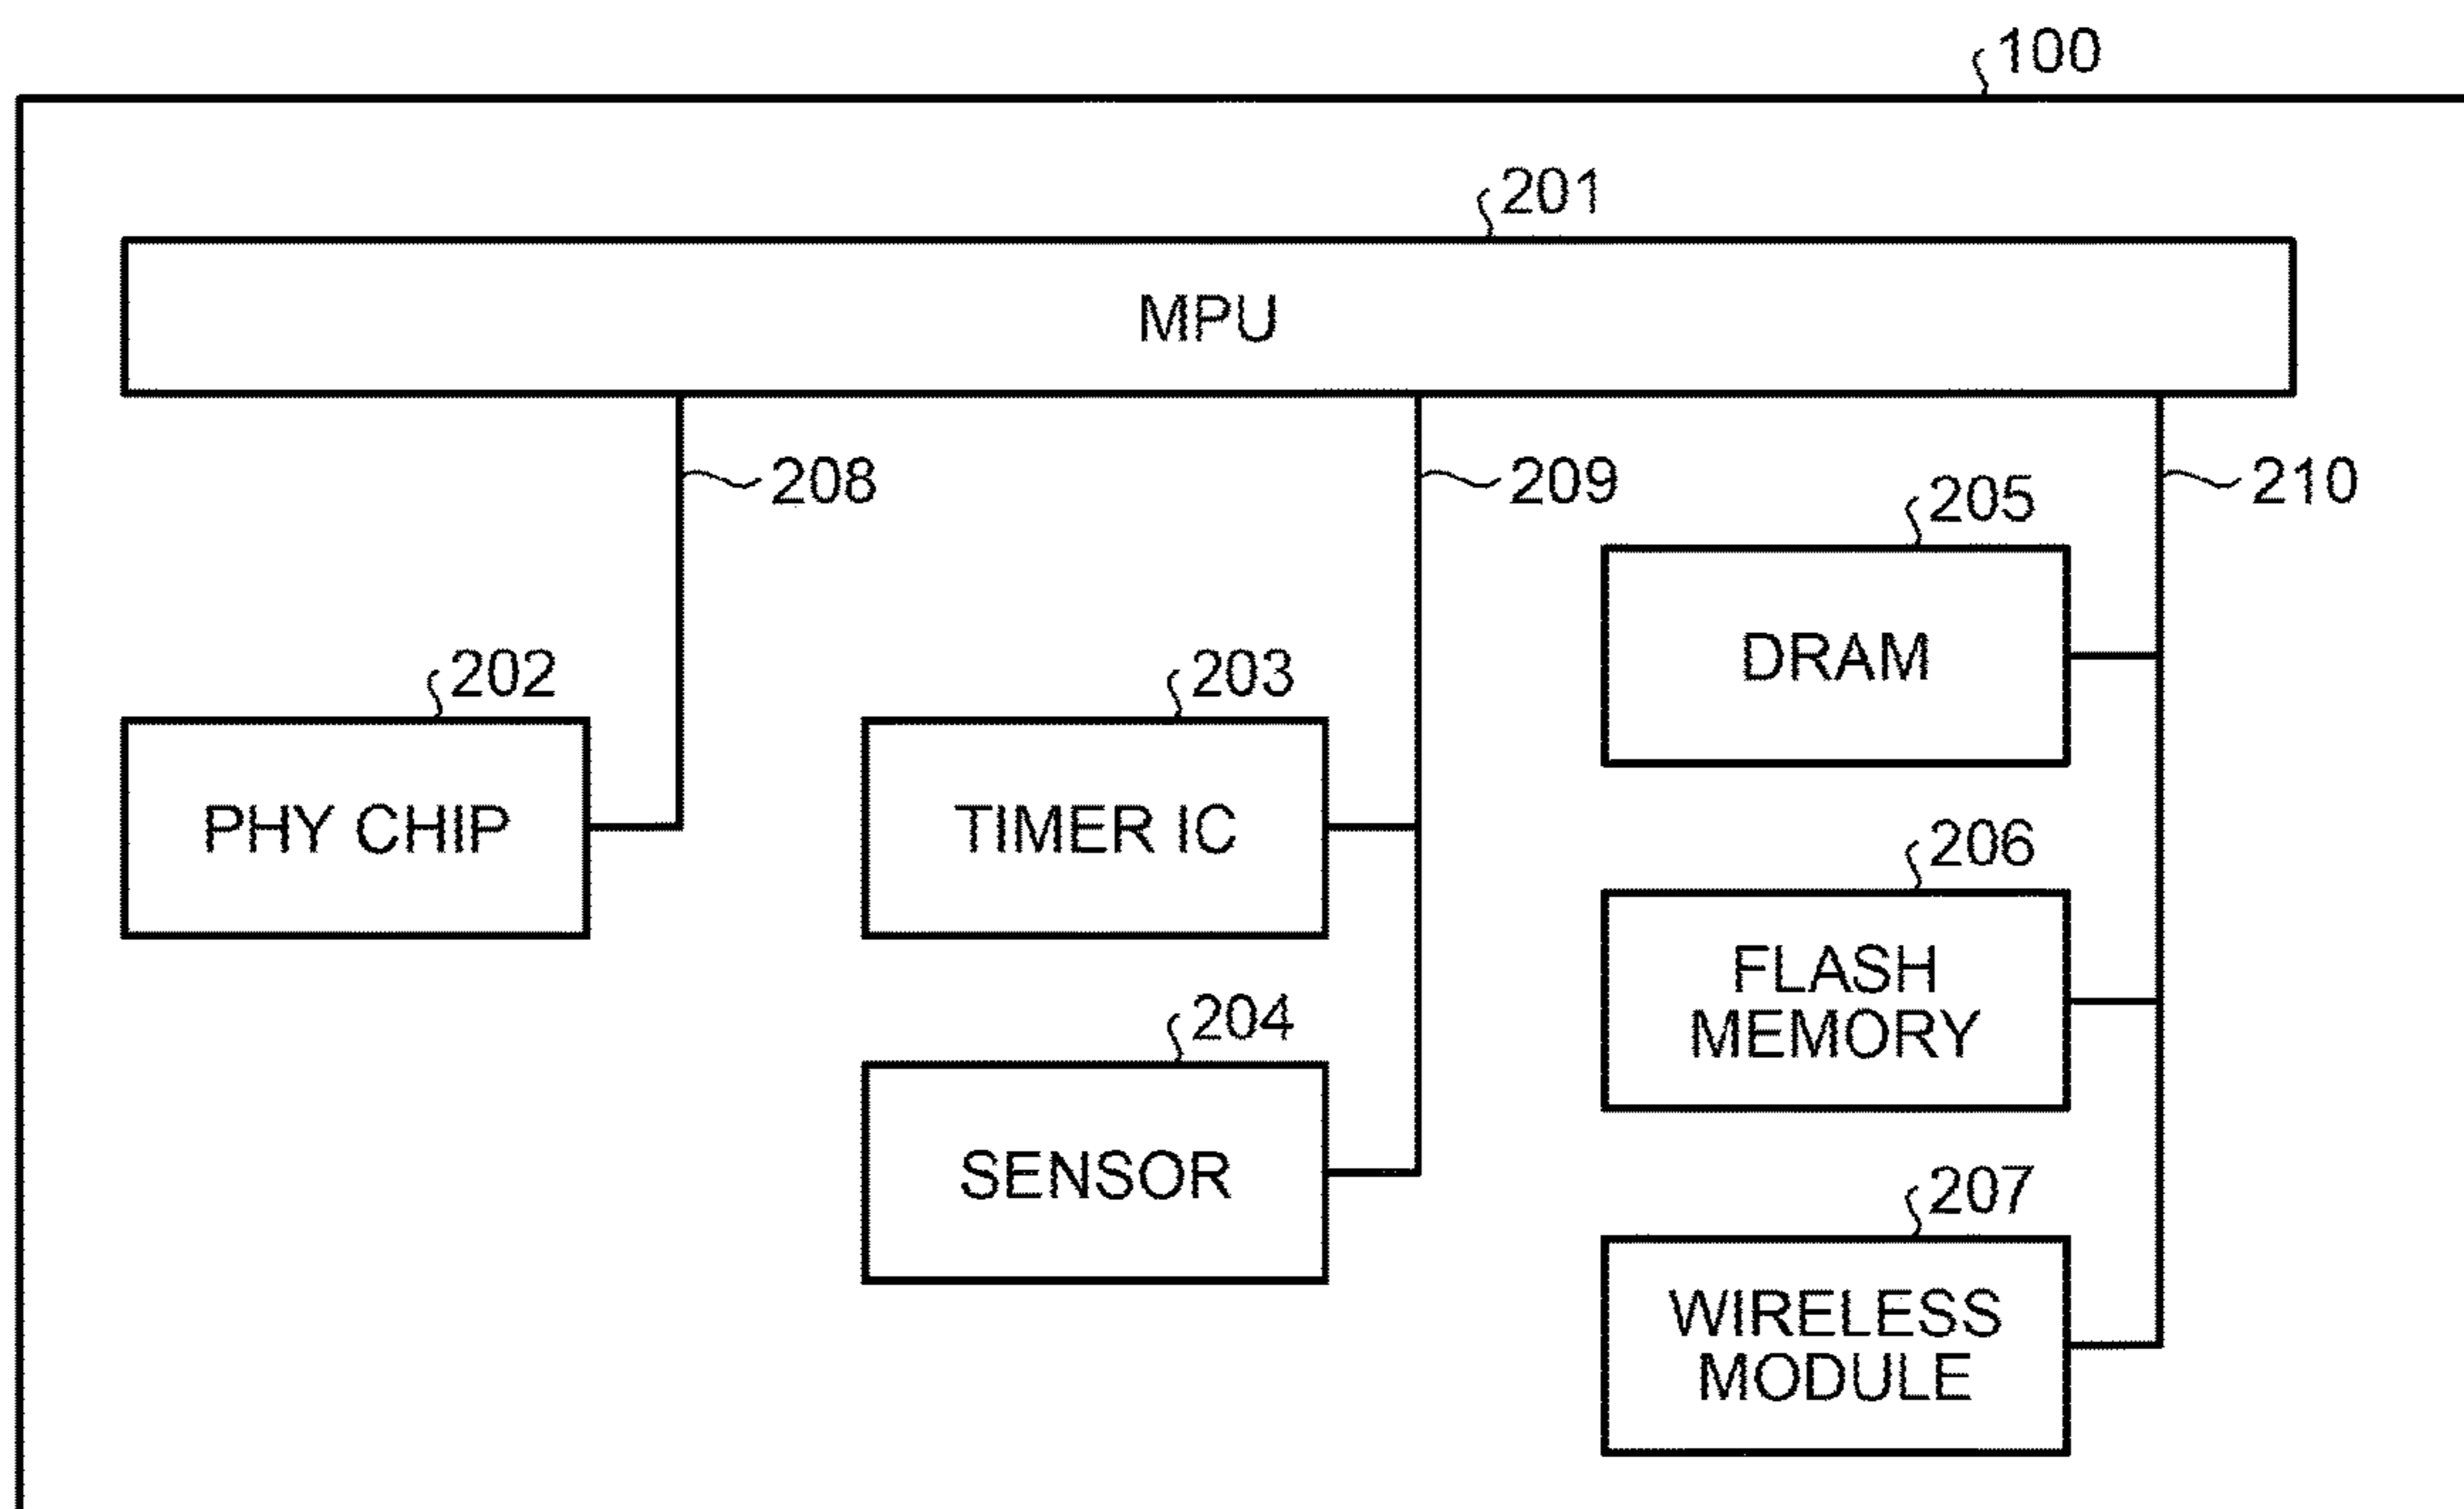 100
201
MPU
208
209
210
205
DRAM
202
203
PHY CHIP
TIMER IC
206
FLASH
MEMORY
204
SENSOR
207
WIRELESS
MODULE